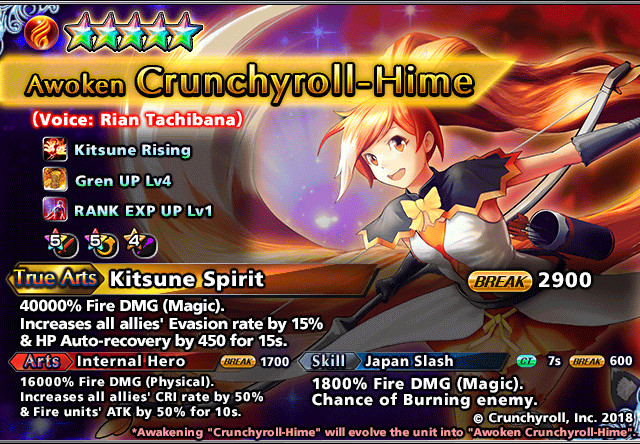 Awoken Crunchyroll-Hime
(Voice: Rian Tachibana)
Kitsune Rising
Gren UP Lv4
RANK EXP UP Lv1
5 5 4
True Arts Kitsune Spirit BREAK 2900
40000% Fire DMG (Magic).
Increases all allies' Evasion rate by 15%
& HP Auto-recovery by 450 for 15s.
Arts Internal Hero BREAK 1700
16000% Fire DMG (Physical).
Increases all allies' CRI rate by 50%
& Fire units' ATK by 50% for 10s.
Skill Japan Slash CT 7s BREAK 600
1800% Fire DMG (Magic).
Chance of Burning enemy.
© Crunchyroll, Inc. 2018
*Awakening "Crunchyroll-Hime" will evolve the unit into "Awoken Crunchyroll-Hime".